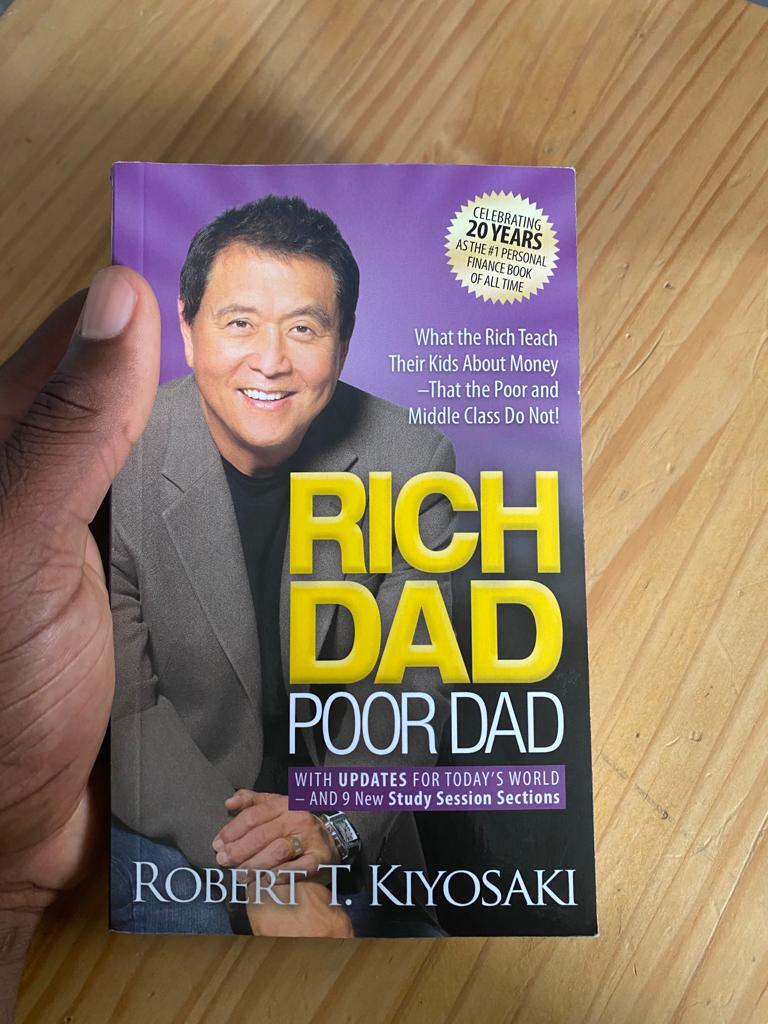 CELEBRATING
20 YEARS
AS THE #1 PERSONAL
FINANCE BOOK
OF ALL TIME
What the Rich Teach
Their Kids About Money
–That the Poor and
Middle Class Do Not!
RICH
DAD
POOR DAD
WITH UPDATES FOR TODAY'S WORLD
– AND 9 New Study Session Sections
ROBERT T. KIYOSAKI